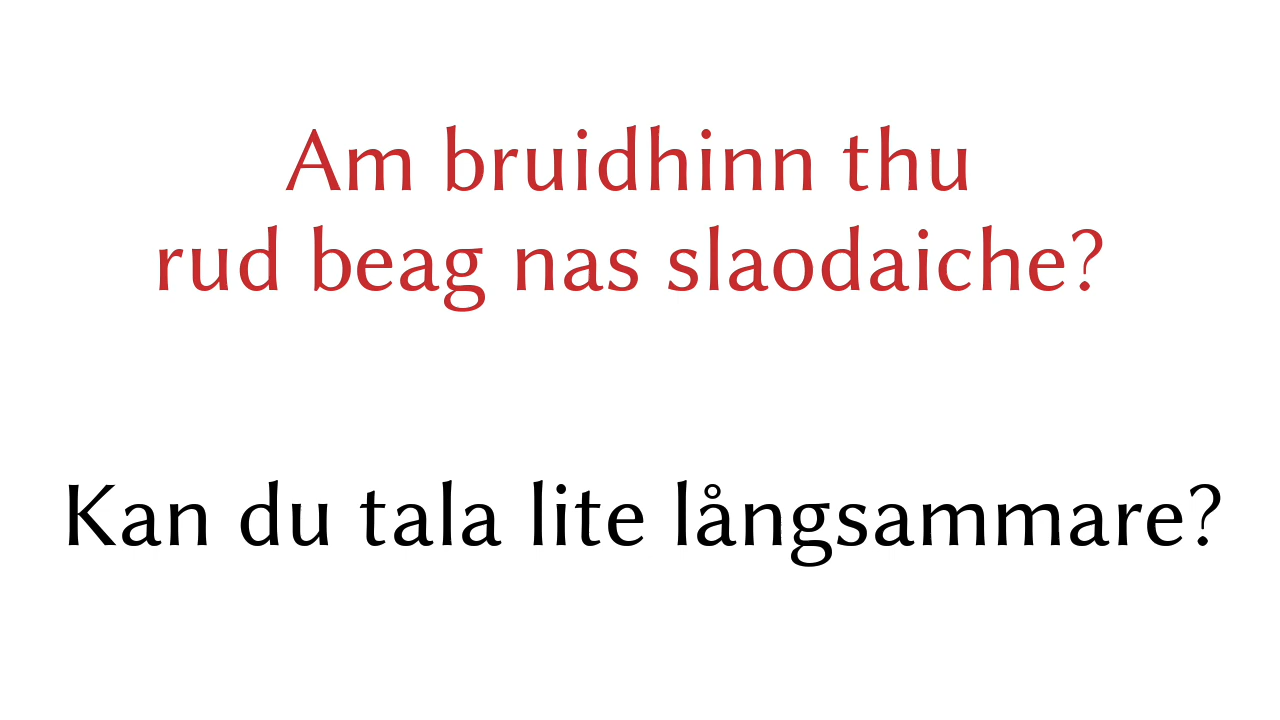 Am bruidhinn thu
rud beag nas slaodaiche?
Kan du tala lite långsammare?